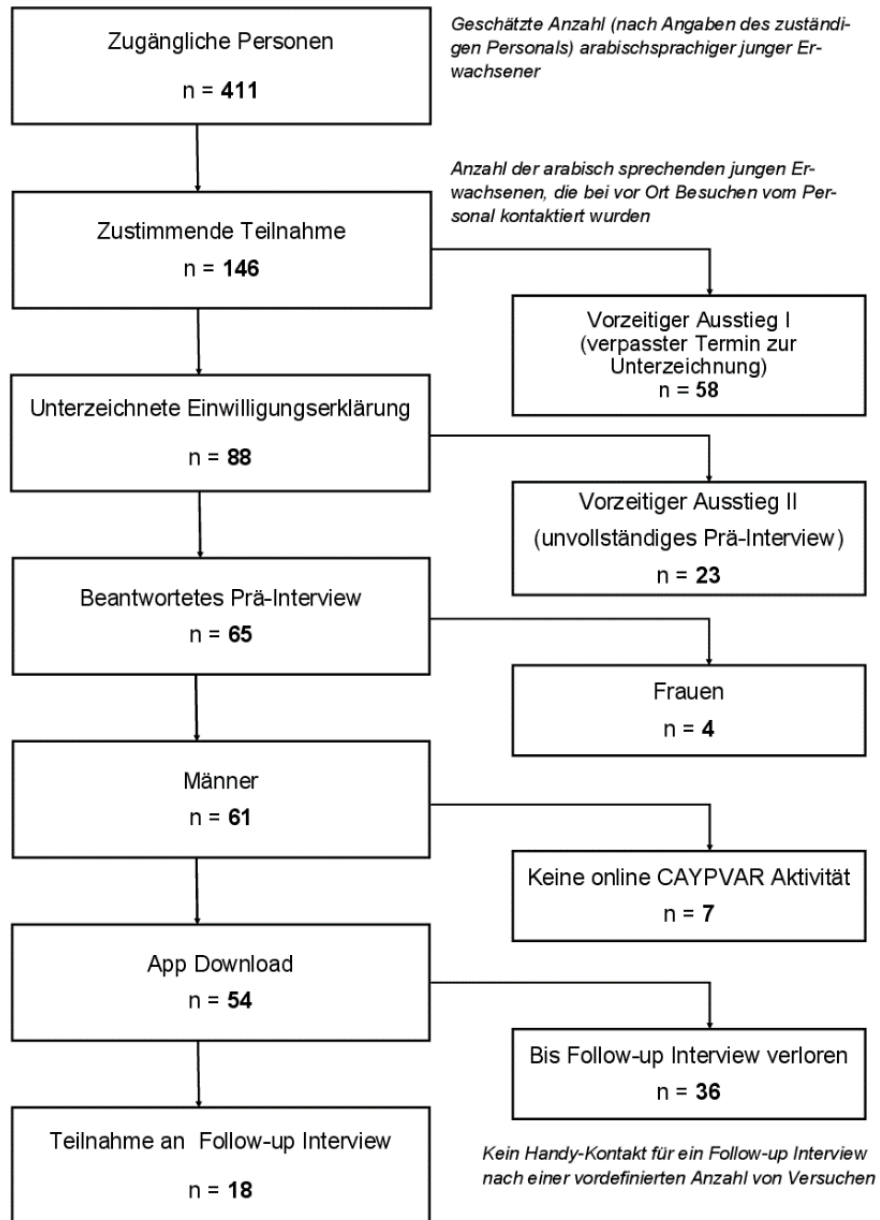 Zugängliche Personen
n = 411
Geschätzte Anzahl (nach Angaben des zuständi-
gen Personals) arabischsprachiger junger Er-
wachsener
Anzahl der arabisch sprechenden jungen Er-
wachsenen, die bei vor Ort Besuchen vom Per-
sonal kontaktiert wurden
Zustimmende Teilnahme
n = 146
Vorzeitiger Ausstieg I
(verpasster Termin zur
Unterzeichnung)
n = 58
Unterzeichnete Einwilligungserklärung
n = 88
Vorzeitiger Ausstieg II
(unvollständiges Prä-Interview)
n = 23
Beantwortetes Prä-Interview
n = 65
Frauen
n = 4
Männer
n = 61
Keine online CAYPVAR Aktivität
n = 7
App Download
n = 54
Bis Follow-up Interview verloren
n = 36
Teilnahme an Follow-up Interview
n = 18
Kein Handy-Kontakt für ein Follow-up Interview
nach einer vordefinierten Anzahl von Versuchen